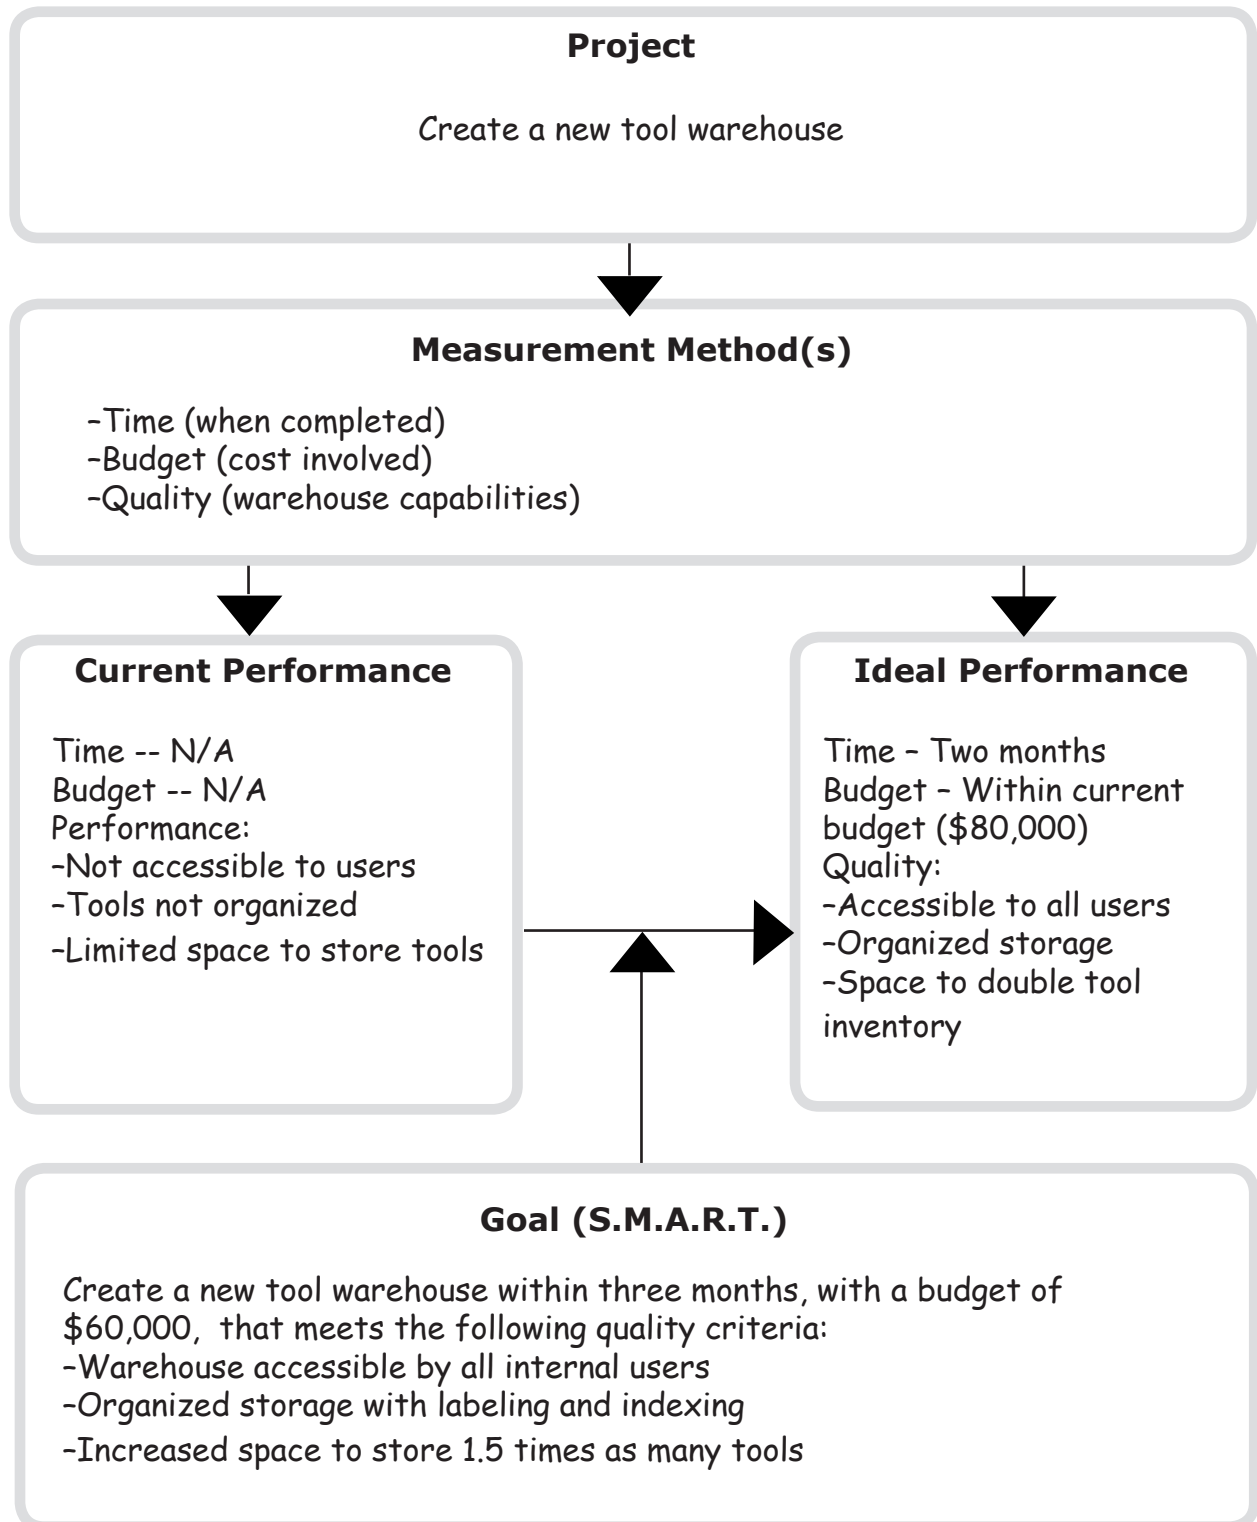 Project
Create a new tool warehouse
Measurement Method(s)
–Time (when completed)
–Budget (cost involved)
–Quality (warehouse capabilities)
Current Performance
Time -- N/A
Budget -- N/A
Performance:
–Not accessible to users
–Tools not organized
–Limited space to store tools
Ideal Performance
Time – Two months
Budget – Within current
budget ($80,000)
Quality:
–Accessible to all users
–Organized storage
–Space to double tool
inventory
Goal (S.M.A.R.T.)
Create a new tool warehouse within three months, with a budget of
$60,000,  that meets the following quality criteria:
–Warehouse accessible by all internal users
–Organized storage with labeling and indexing
–Increased space to store 1.5 times as many tools